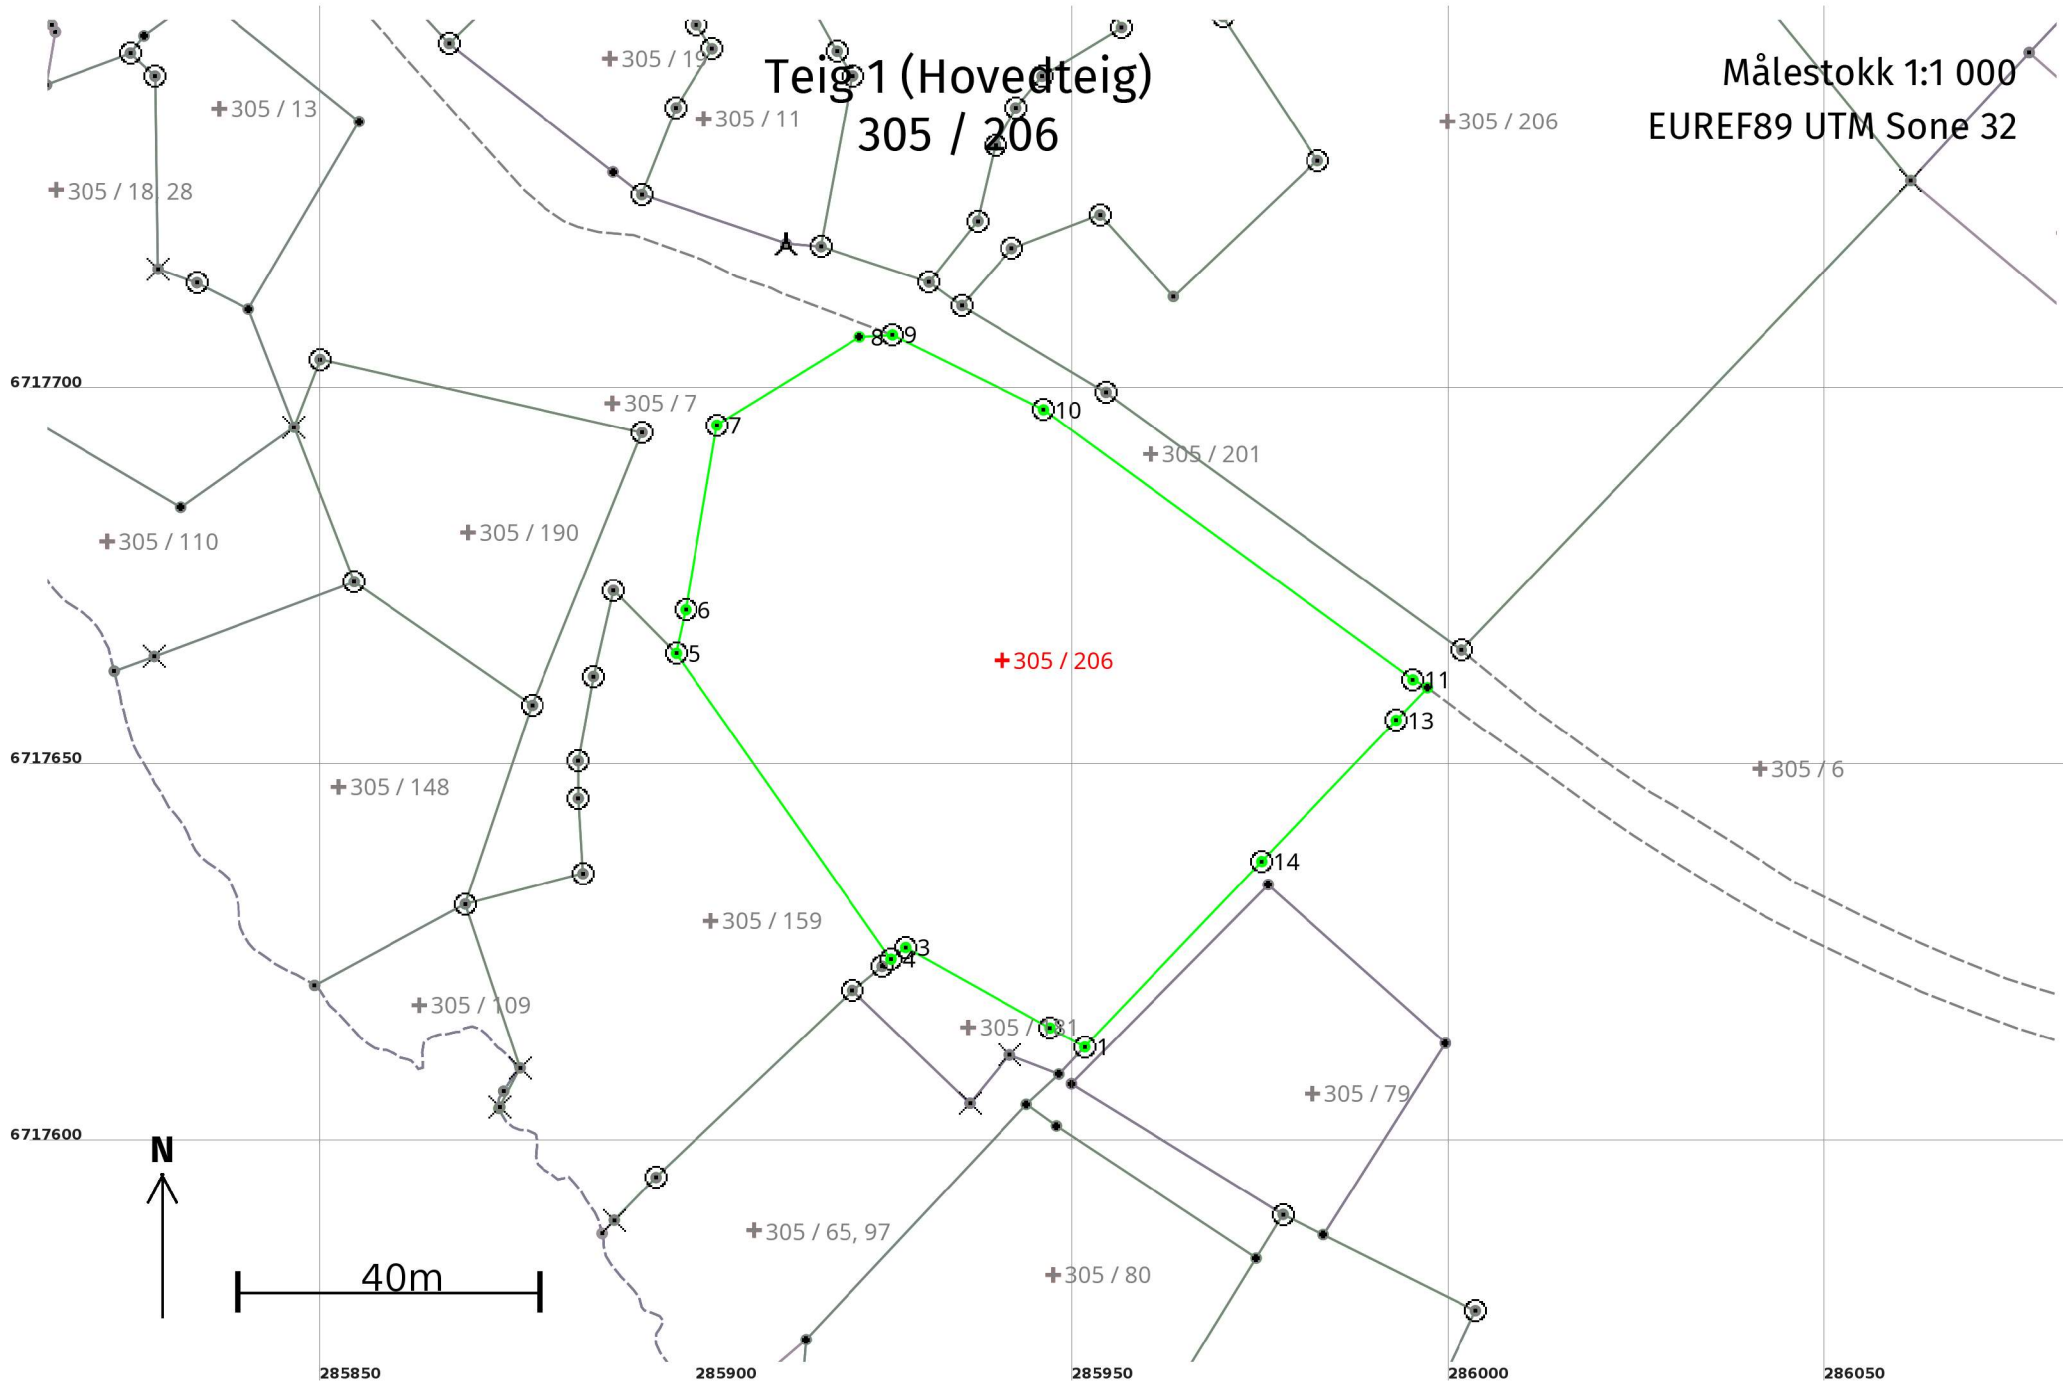 Teig 1 (Hovedteig)
305 / 206
Målestokk 1:1 000
EUREF89 UTM Sone 32
+305 / 19
+305 / 13
+305 / 11
+305 / 206
+305 / 18, 28
8
9
6717700
+305 / 7
10
7
+305 / 201
+305 / 190
+305 / 110
6
5
+305 / 206
11
13
6717650
+305 / 6
+305 / 148
14
+305 / 159
3
4
+305 / 109
1
+305 / 79
6717600
N
+305 / 65, 97
+305 / 80
40m
285850
285900
285950
286000
286050